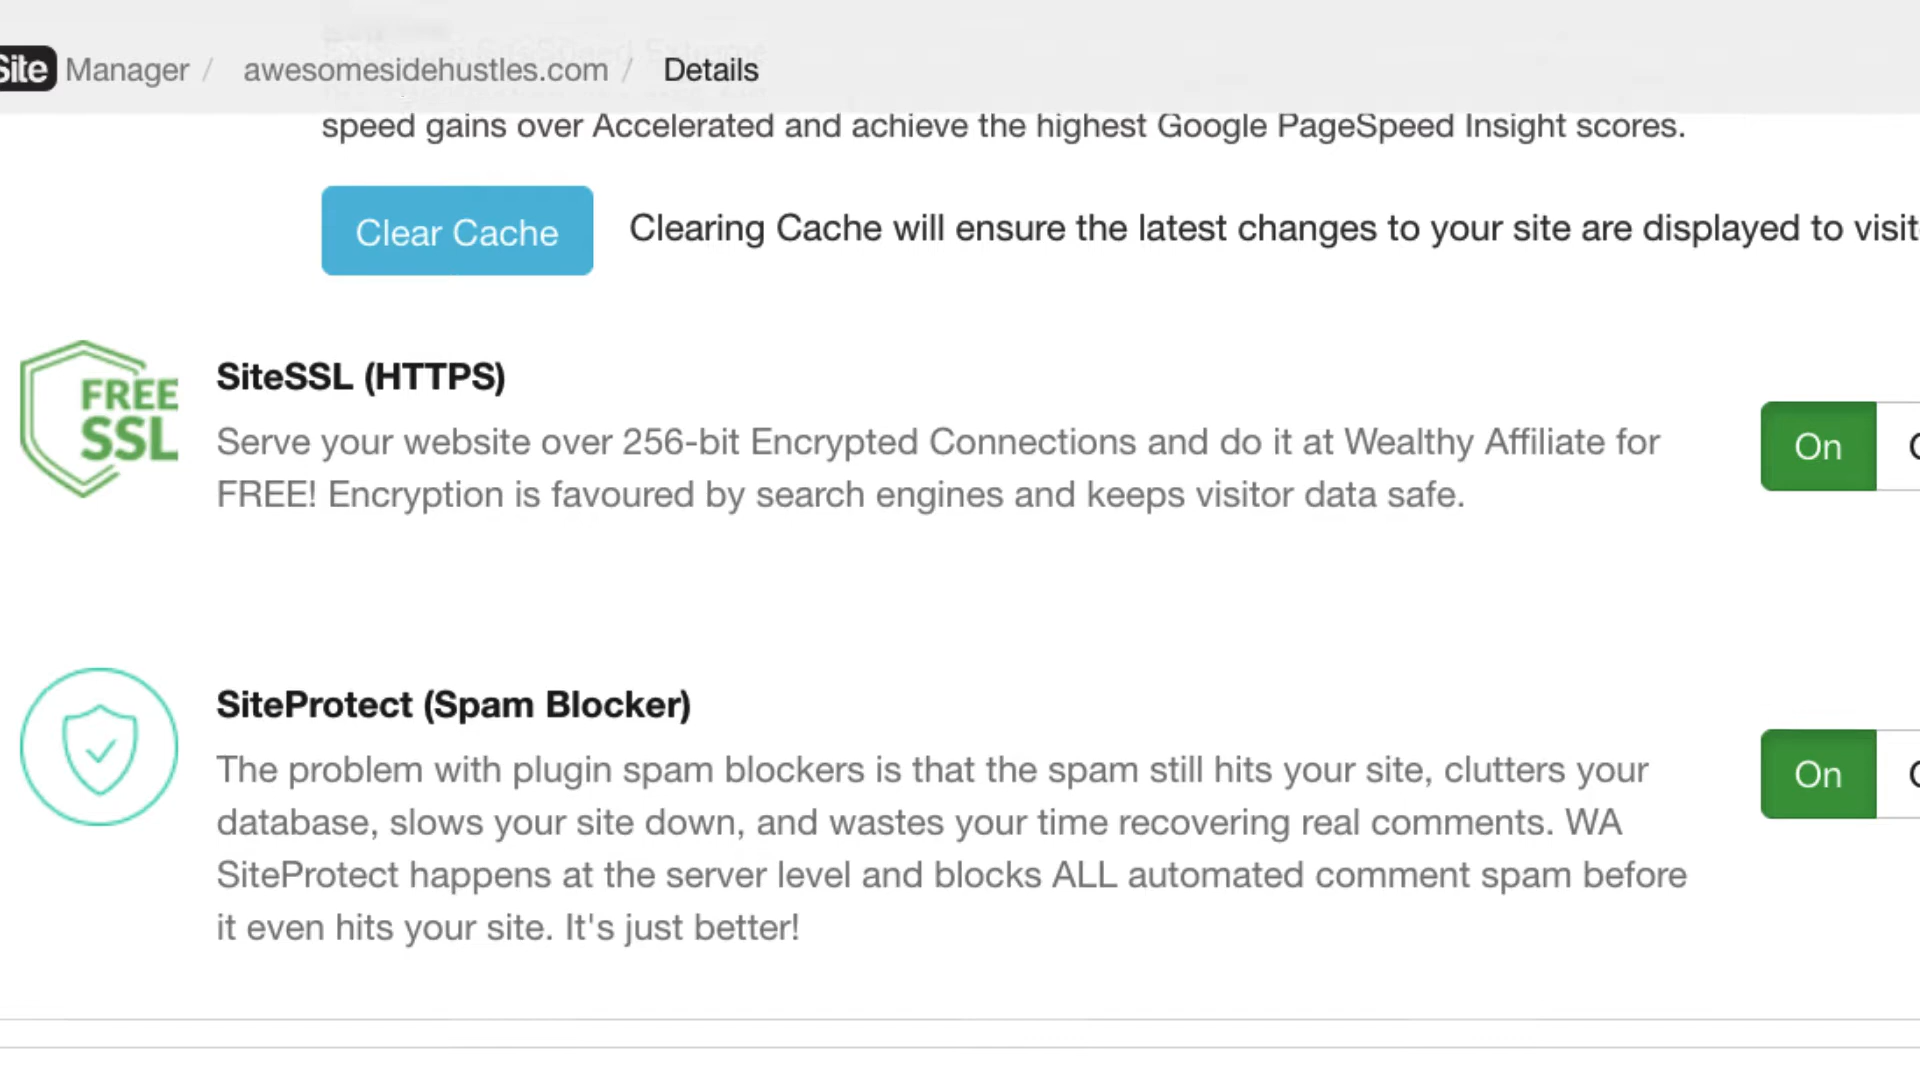 Site Manager / awesomesidehustles.com / Details
speed gains over Accelerated and achieve the highest Google PageSpeed Insight scores.
Clear Cache
Clearing Cache will ensure the latest changes to your site are displayed to
FREE
SSL
SiteSSL (HTTPS)
Serve your website over 256-bit Encrypted Connections and do it at Wealthy Affiliate for
FREE! Encryption is favoured by search engines and keeps visitor data safe.
On
SiteProtect (Spam Blocker)
The problem with plugin spam blockers is that the spam still hits your site, clutters your
database, slows your site down, and wastes your time recovering real comments. WA
SiteProtect happens at the server level and blocks ALL automated comment spam before
it even hits your site. It's just better!
On